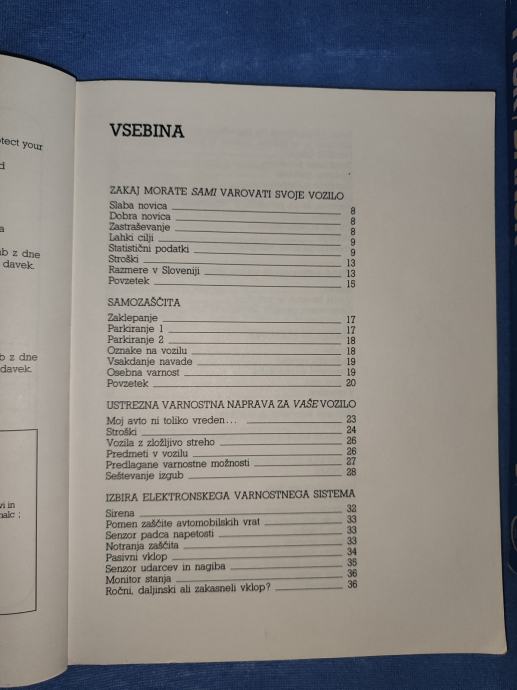 otect your
d
a
ab z dne
davek.
b z dne
davek.
vi in
nalc ;
VSEBINA
ZAKAJ MORATE SAMI VAROVATI SVOJE VOZILO
Slaba novica 8
Dobra novica 8
Zastraševanje 8
Lahki cilji 9
Statistični podatki 9
Stroški 13
Razmere v Sloveniji 13
Povzetek 15
SAMOZAŠČITA
Zaklepanje 17
Parkiranje 1 17
Parkiranje 2 18
Oznake na vozilu 18
Vsakdanje navade 19
Osebna varnost 19
Povzetek 20
USTREZNA VARNOSTNA NAPRAVA ZA VAŠE VOZILO
Moj avto ni toliko vreden... 23
Stroški 24
Vozila z zložljivo streho 26
Predmeti v vozilu 26
Predlagane varnostne možnosti 27
Seštevanje izgub 28
IZBIRA ELEKTRONSKEGA VARNOSTNEGA SISTEMA
Sirena 32
Pomen zaščite avtomobilskih vrat 33
Senzor padca napetosti 33
Notranja zaščita 33
Pasivni vklop 34
Senzor udarcev in nagiba 35
Monitor stanja 36
Ročni, daljinski ali zakasneli vklop? 36